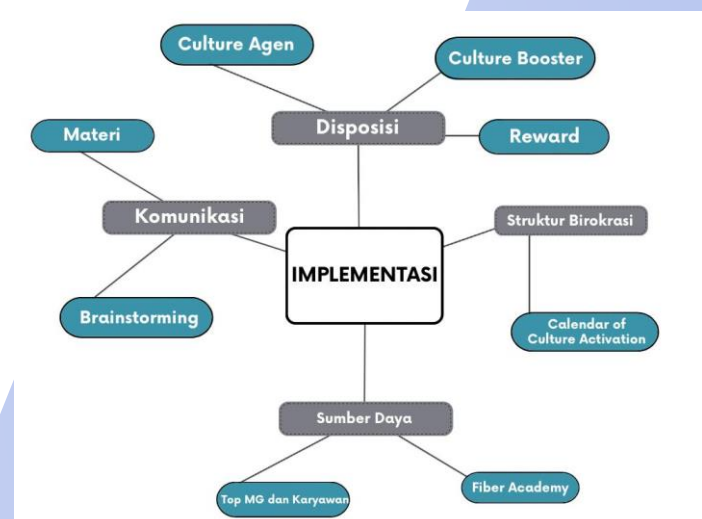 Culture Agen
Culture Booster
Disposisi
Reward
Materi
Komunikasi
Brainstorming
Struktur Birokrasi
IMPLEMENTASI
Calendar of
Culture Activation
Sumber Daya
Top MG dan Karyawan
Fiber Academy